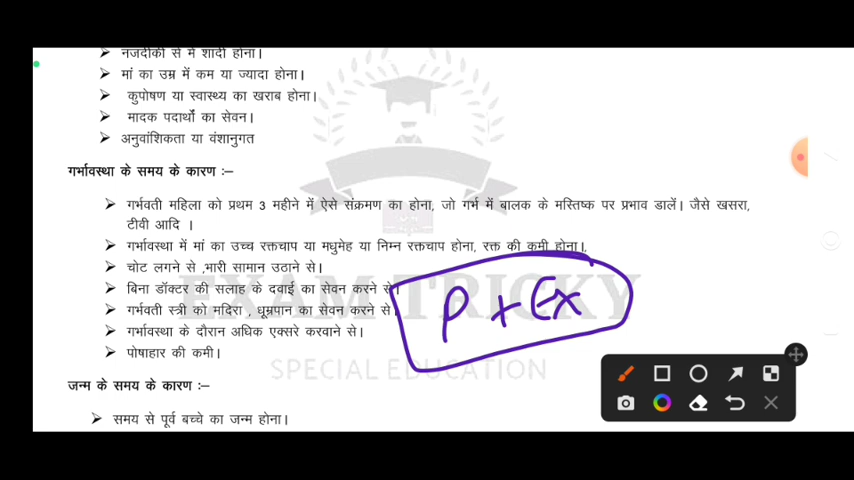 नजदीकी से मे शादी होना।
मां का उम्र में कम या ज्यादा होना।
कुपोषण या स्वास्थ्य का खराब होना।
मादक पदार्थों का सेवन।
अनुवांशिकता या वंशानुगत
गर्भावस्था के समय के कारण :–
गर्भवती महिला को प्रथम 3 महीने में ऐसे संक्रमण का होना, जो गर्भ में बालक के मस्तिष्क पर प्रभाव डालें। जैसे खसरा,
टीवी आदि ।
गर्भावस्था में मां का उच्च रक्तचाप या मधुमेह या निम्न रक्तचाप होना, रक्त की कमी होना।,
चोट लगने से ,भारी सामान उठाने से।
बिना डॉक्टर की सलाह के दवाई का सेवन करने से।
गर्भवती स्त्री को मदिरा , धूम्रपान का सेवन करने से।
गर्भावस्था के दौरान अधिक एक्सरे करवाने से।
पोषाहार की कमी।
P + Ex
EXAM TRICKY
SPECIAL EDUCATION
जन्म के समय के कारण :–
समय से पूर्व बच्चे का जन्म होना।